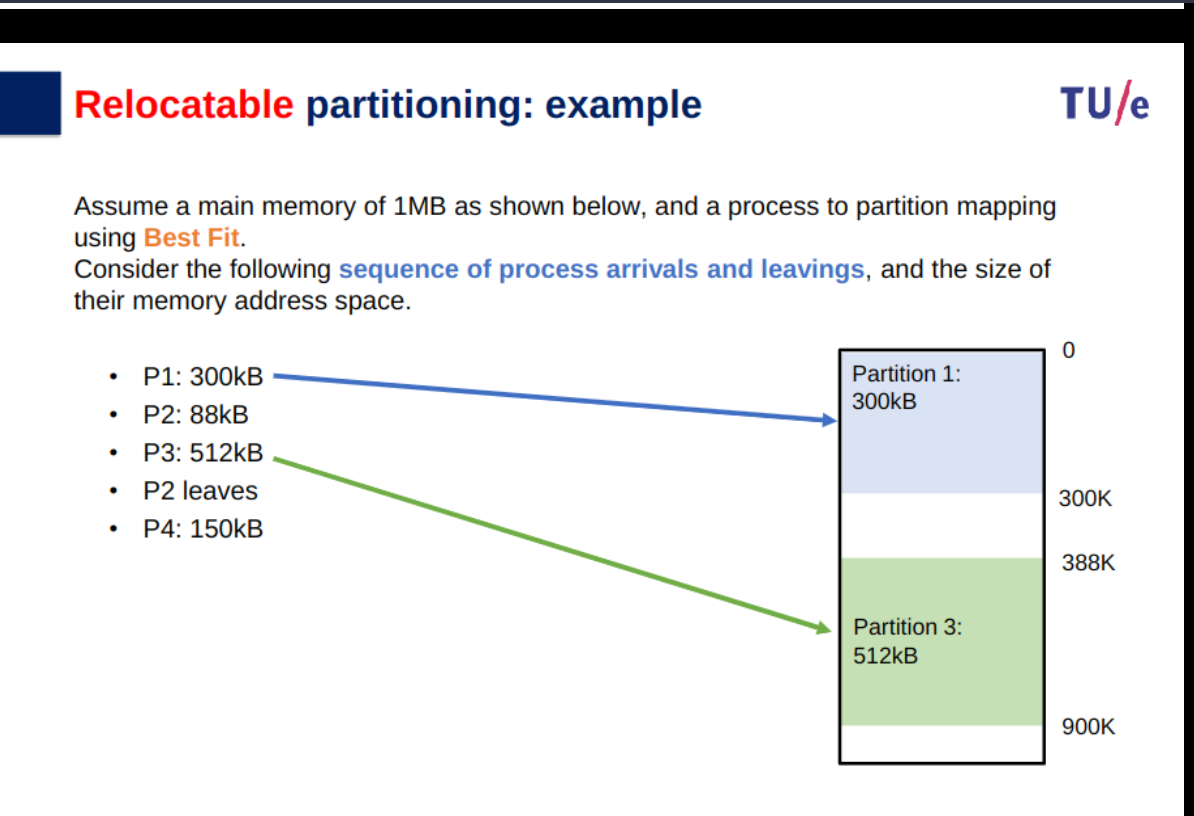 Relocatable partitioning: example
TU/e
Assume a main memory of 1MB as shown below, and a process to partition mapping
using Best Fit.
Consider the following sequence of process arrivals and leavings, and the size of
their memory address space.
• P1: 300kB
• P2: 88kB
• P3: 512kB
• P2 leaves
• P4: 150kB
0
Partition 1:
300kB
300K
388K
Partition 3:
512kB
900K